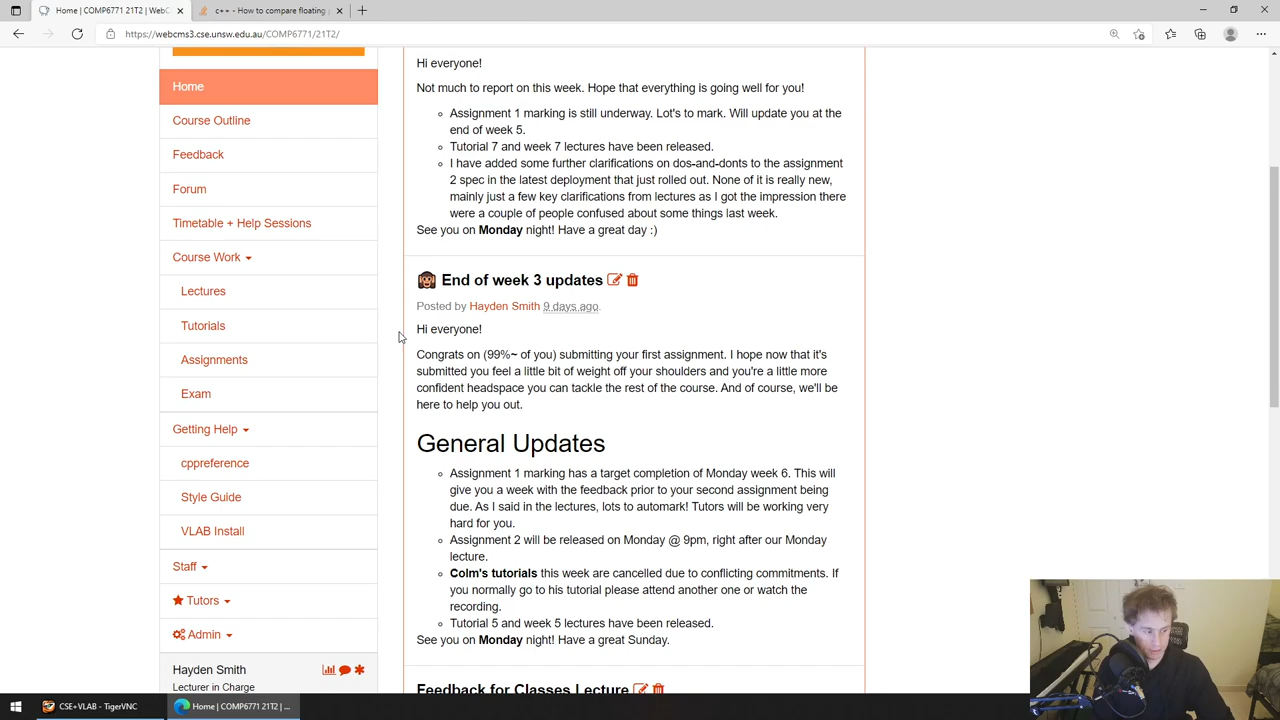 Home | COMP6771 21T2 | WebC
c++ - How to compare floating
https://webcms3.cse.unsw.edu.au/COMP6771/21T2/
Home
Course Outline
Feedback
Forum
Timetable + Help Sessions
Course Work
Lectures
Tutorials
Assignments
Exam
Getting Help
cppreference
Style Guide
VLAB Install
Staff
Tutors
Admin
Hayden Smith
Lecturer in Charge
Hi everyone!
Not much to report on this week. Hope that everything is going well for you!
Assignment 1 marking is still underway. Lot's to mark. Will update you at the
end of week 5.
Tutorial 7 and week 7 lectures have been released.
I have added some further clarifications on dos-and-donts to the assignment
2 spec in the latest deployment that just rolled out. None of it is really new,
mainly just a few key clarifications from lectures as I got the impression there
were a couple of people confused about some things last week.
See you on Monday night! Have a great day :)
End of week 3 updates
Posted by Hayden Smith 9 days ago.
Hi everyone!
Congrats on (99%~ of you) submitting your first assignment. I hope now that it's
submitted you feel a little bit of weight off your shoulders and you're a little more
confident headspace you can tackle the rest of the course. And of course, we'll be
here to help you out.
General Updates
Assignment 1 marking has a target completion of Monday week 6. This will
give you a week with the feedback prior to your second assignment being
due. As I said in the lectures, lots to automark! Tutors will be working very
hard for you.
Assignment 2 will be released on Monday @ 9pm, right after our Monday
lecture.
Colm's tutorials this week are cancelled due to conflicting commitments. If
you normally go to his tutorial please attend another one or watch the
recording.
Tutorial 5 and week 5 lectures have been released.
See you on Monday night! Have a great Sunday.
Feedback for Classes Lecture
CSE+VLAB - TigerVNC
Home | COMP6771 21T2 | ...